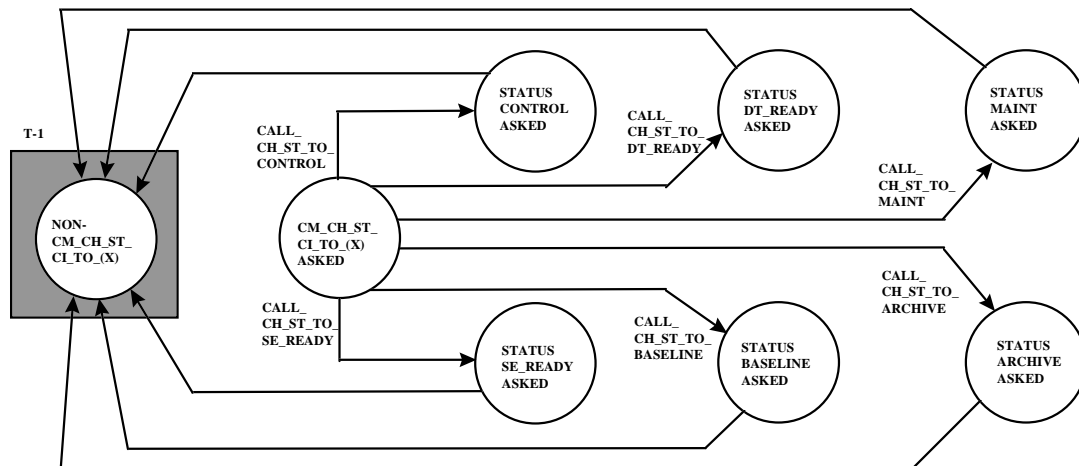 STATUS
CONTROL
ASKED
STATUS
DT_READY
ASKED
STATUS
MAINT
ASKED
T-1
CALL_
CH_ST_TO_
CONTROL
CALL_
CH_ST_TO_
DT_READY
CALL_
CH_ST_TO_
MAINT
NON-
CM_CH_ST_
CI_TO_(X)
CM_CH_ST_
CI_TO_(X)
ASKED
CALL_
CH_ST_TO_
SE_READY
CALL_
CH_ST_TO_
BASELINE
CALL_
CH_ST_TO_
ARCHIVE
STATUS
SE_READY
ASKED
STATUS
BASELINE
ASKED
STATUS
ARCHIVE
ASKED